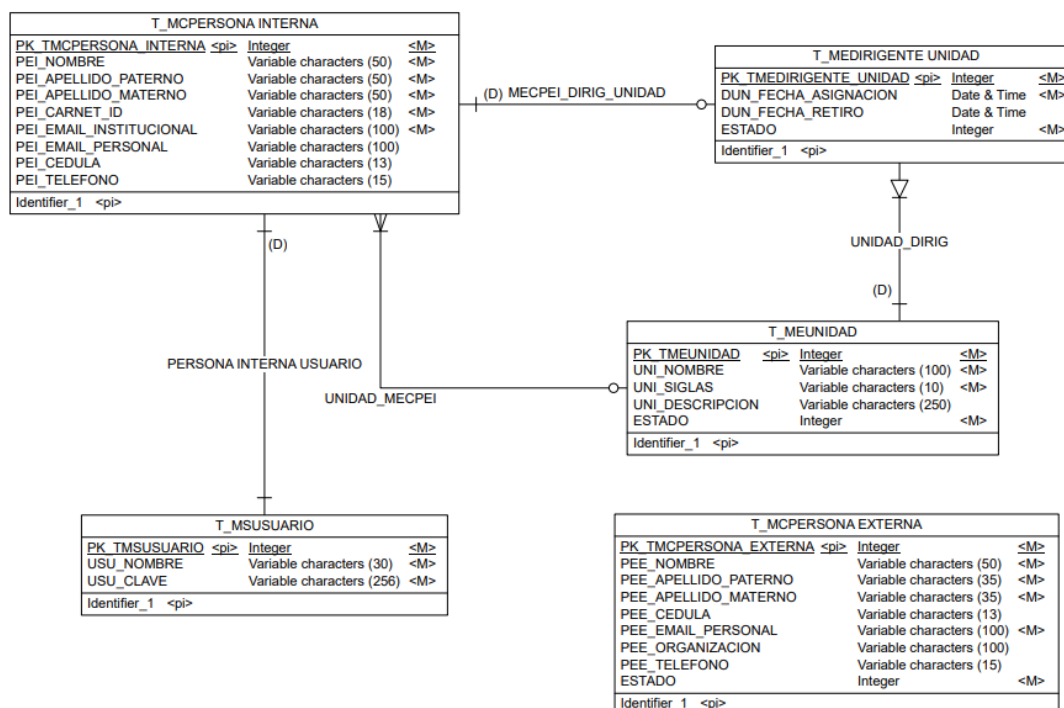 T_MCPERSONA INTERNA
PK_TMCPERSONA_INTERNA <pi> Integer <M>
PEI_NOMBRE Variable characters (50) <M>
PEI_APELLIDO_PATERNO Variable characters (50) <M>
PEI_APELLIDO_MATERNO Variable characters (50) <M>
PEI_CARNET_ID Variable characters (18) <M>
PEI_EMAIL_INSTITUCIONAL Variable characters (100) <M>
PEI_EMAIL_PERSONAL Variable characters (100)
PEI_CEDULA Variable characters (13)
PEI_TELEFONO Variable characters (15)
Identifier_1 <pi>
(D) MECPEI_DIRIG_UNIDAD
T_MEDIRIGENTE UNIDAD
PK_TMEDIRIGENTE_UNIDAD <pi> Integer <M>
DUN_FECHA_ASIGNACION Date & Time <M>
DUN_FECHA_RETIRO Date & Time
ESTADO Integer <M>
Identifier_1 <pi>
(D)
UNIDAD_DIRIG
(D)
PERSONA INTERNA USUARIO
UNIDAD_MECPEI
T_MEUNIDAD
PK_TMEUNIDAD <pi> Integer <M>
UNI_NOMBRE Variable characters (100) <M>
UNI_SIGLAS Variable characters (10) <M>
UNI_DESCRIPCION Variable characters (250)
ESTADO Integer <M>
Identifier_1 <pi>
T_MSUSUARIO
PK_TMSUSUARIO <pi> Integer <M>
USU_NOMBRE Variable characters (30) <M>
USU_CLAVE Variable characters (256) <M>
Identifier_1 <pi>
T_MCPERSONA EXTERNA
PK_TMCPERSONA_EXTERNA <pi> Integer <M>
PEE_NOMBRE Variable characters (50) <M>
PEE_APELLIDO_PATERNO Variable characters (35) <M>
PEE_APELLIDO_MATERNO Variable characters (35) <M>
PEE_CEDULA Variable characters (13)
PEE_EMAIL_PERSONAL Variable characters (100) <M>
PEE_ORGANIZACION Variable characters (100)
PEE_TELEFONO Variable characters (15)
ESTADO Integer <M>
Identifier_1 <pi>